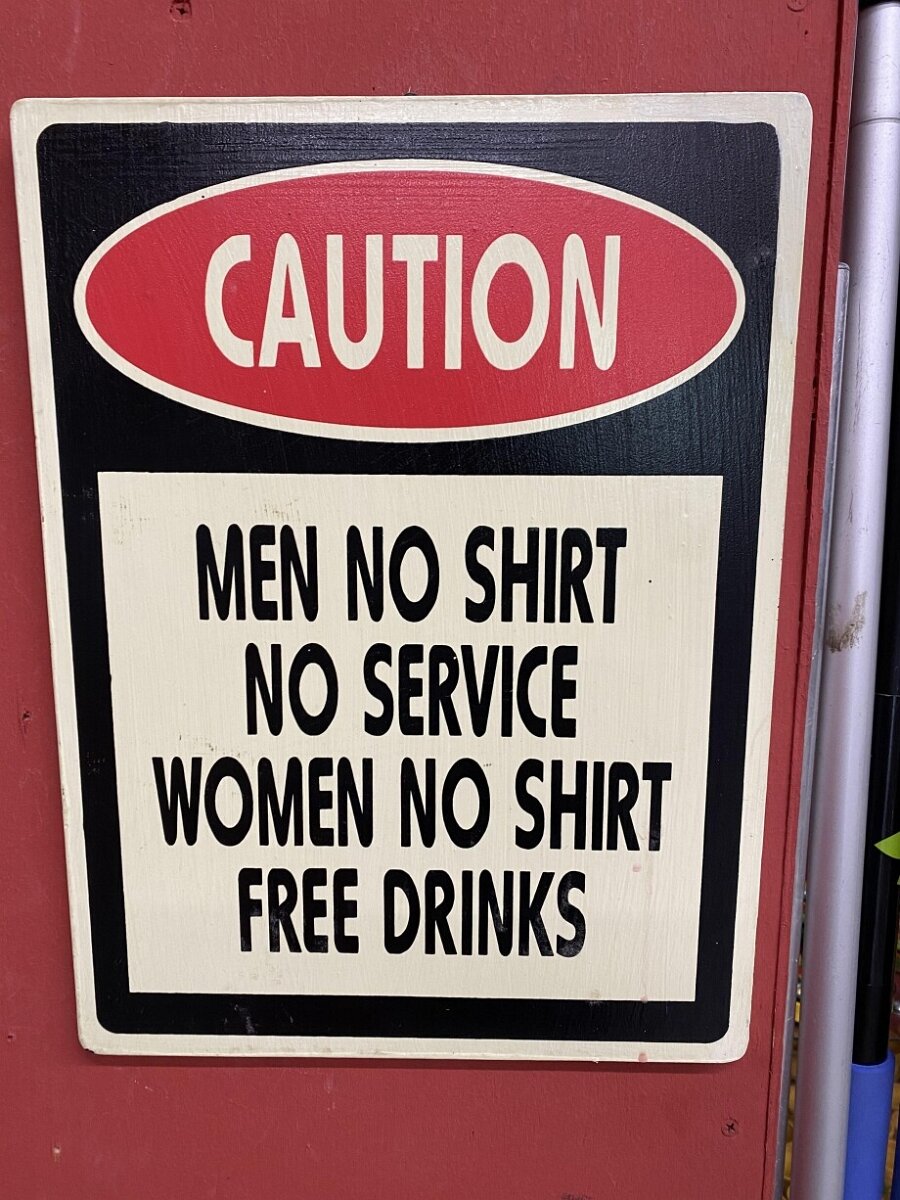 CAUTION
MEN NO SHIRT
NO SERVICE
WOMEN NO SHIRT
FREE DRINKS